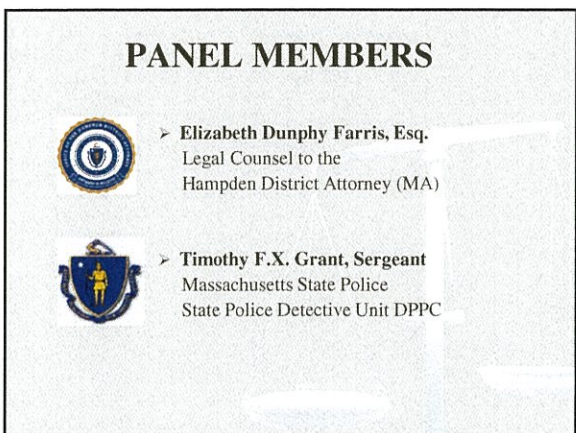 PANEL MEMBERS
➢ Elizabeth Dunphy Farris, Esq.
Legal Counsel to the
Hampden District Attorney (MA)
➢ Timothy F.X. Grant, Sergeant
Massachusetts State Police
State Police Detective Unit DPPC